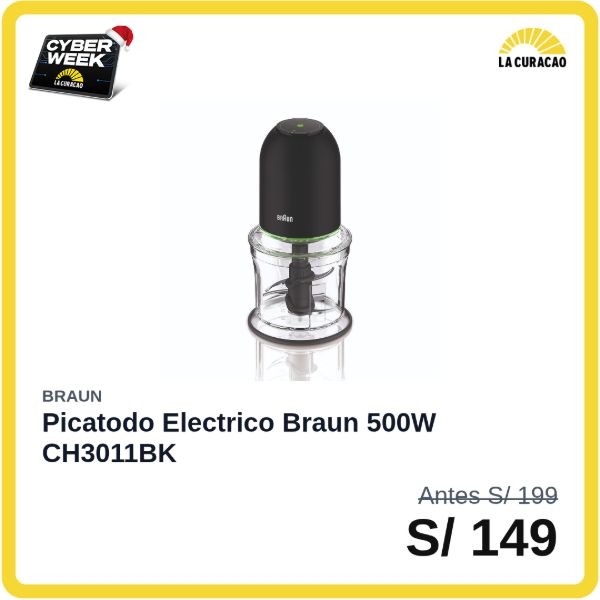 CYBER
WEEK
LA CURACAO
LA CURACAO
BRAUN
BRAUN
Picatodo Electrico Braun 500W
CH3011BK
Antes S/ 199
S/ 149